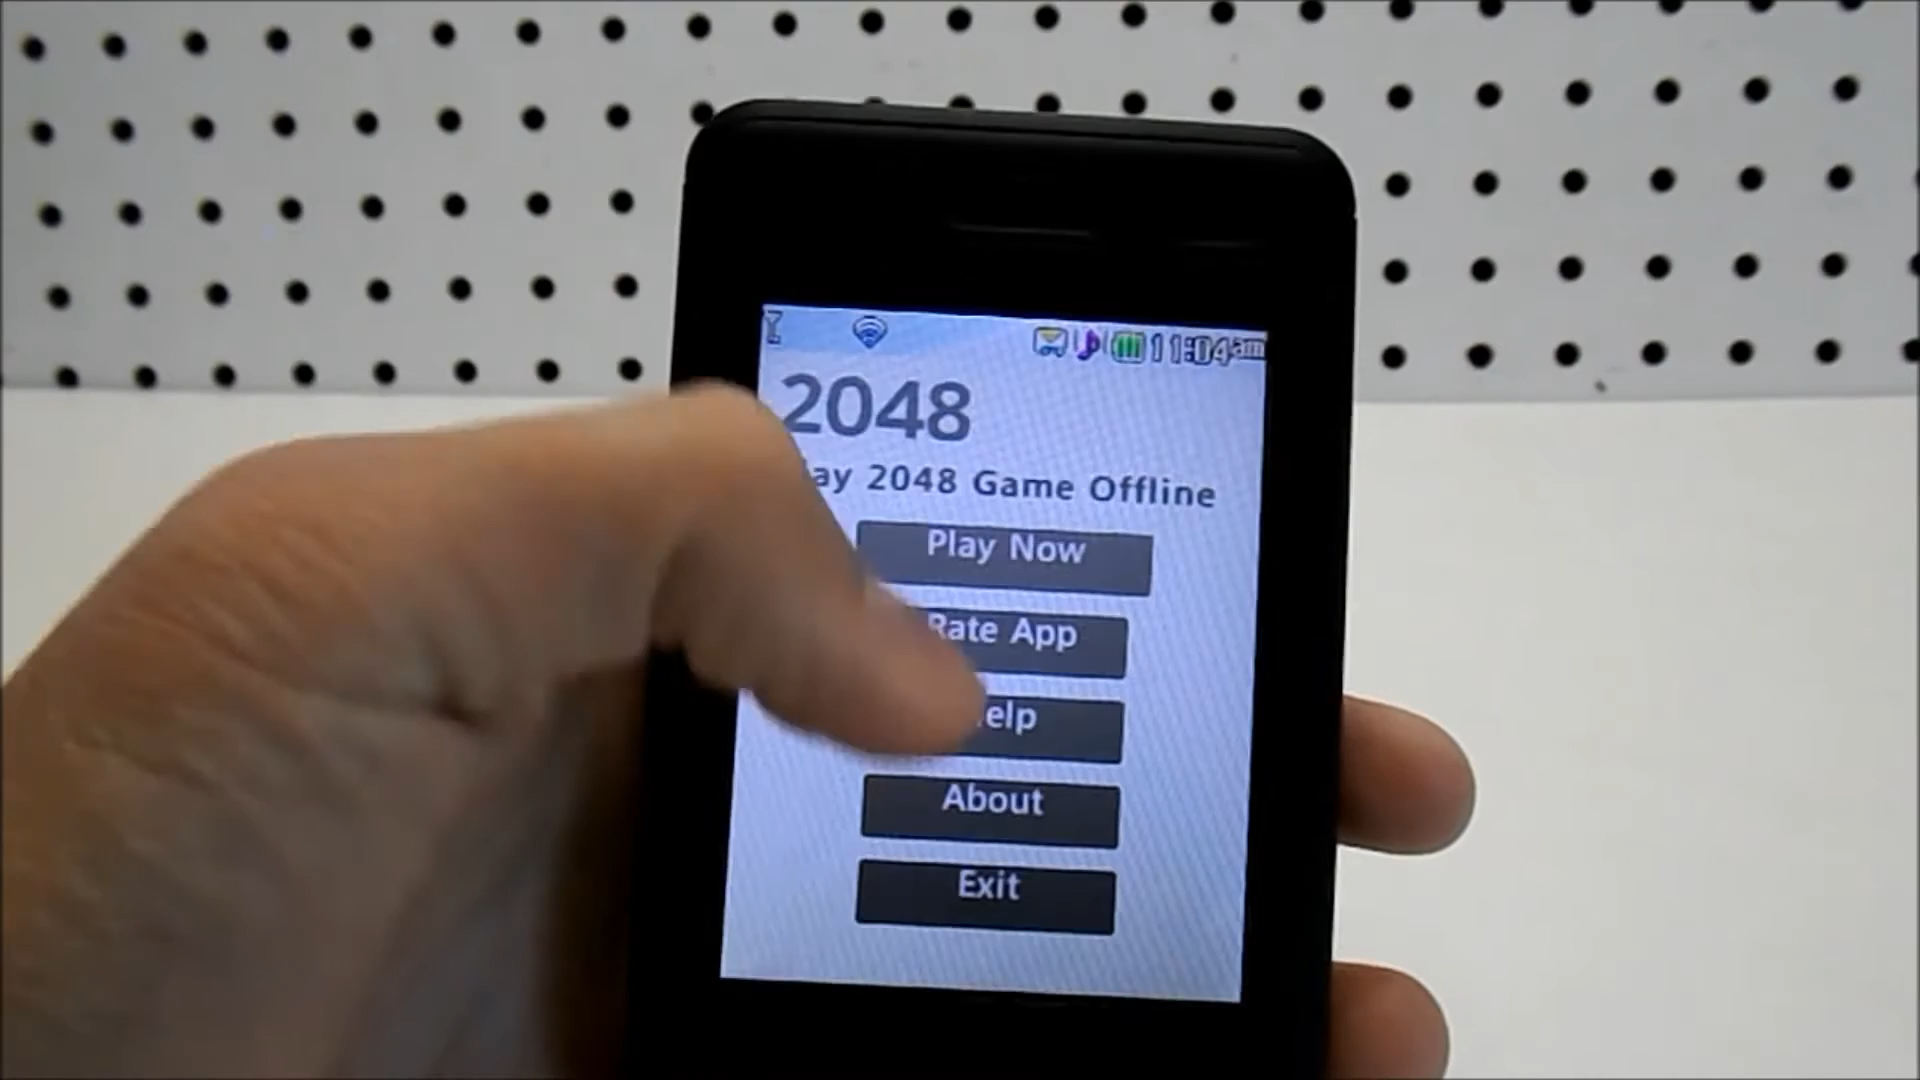 11:04am
2048
ay 2048 Game Offline
Play Now
Rate App
elp
About
Exit